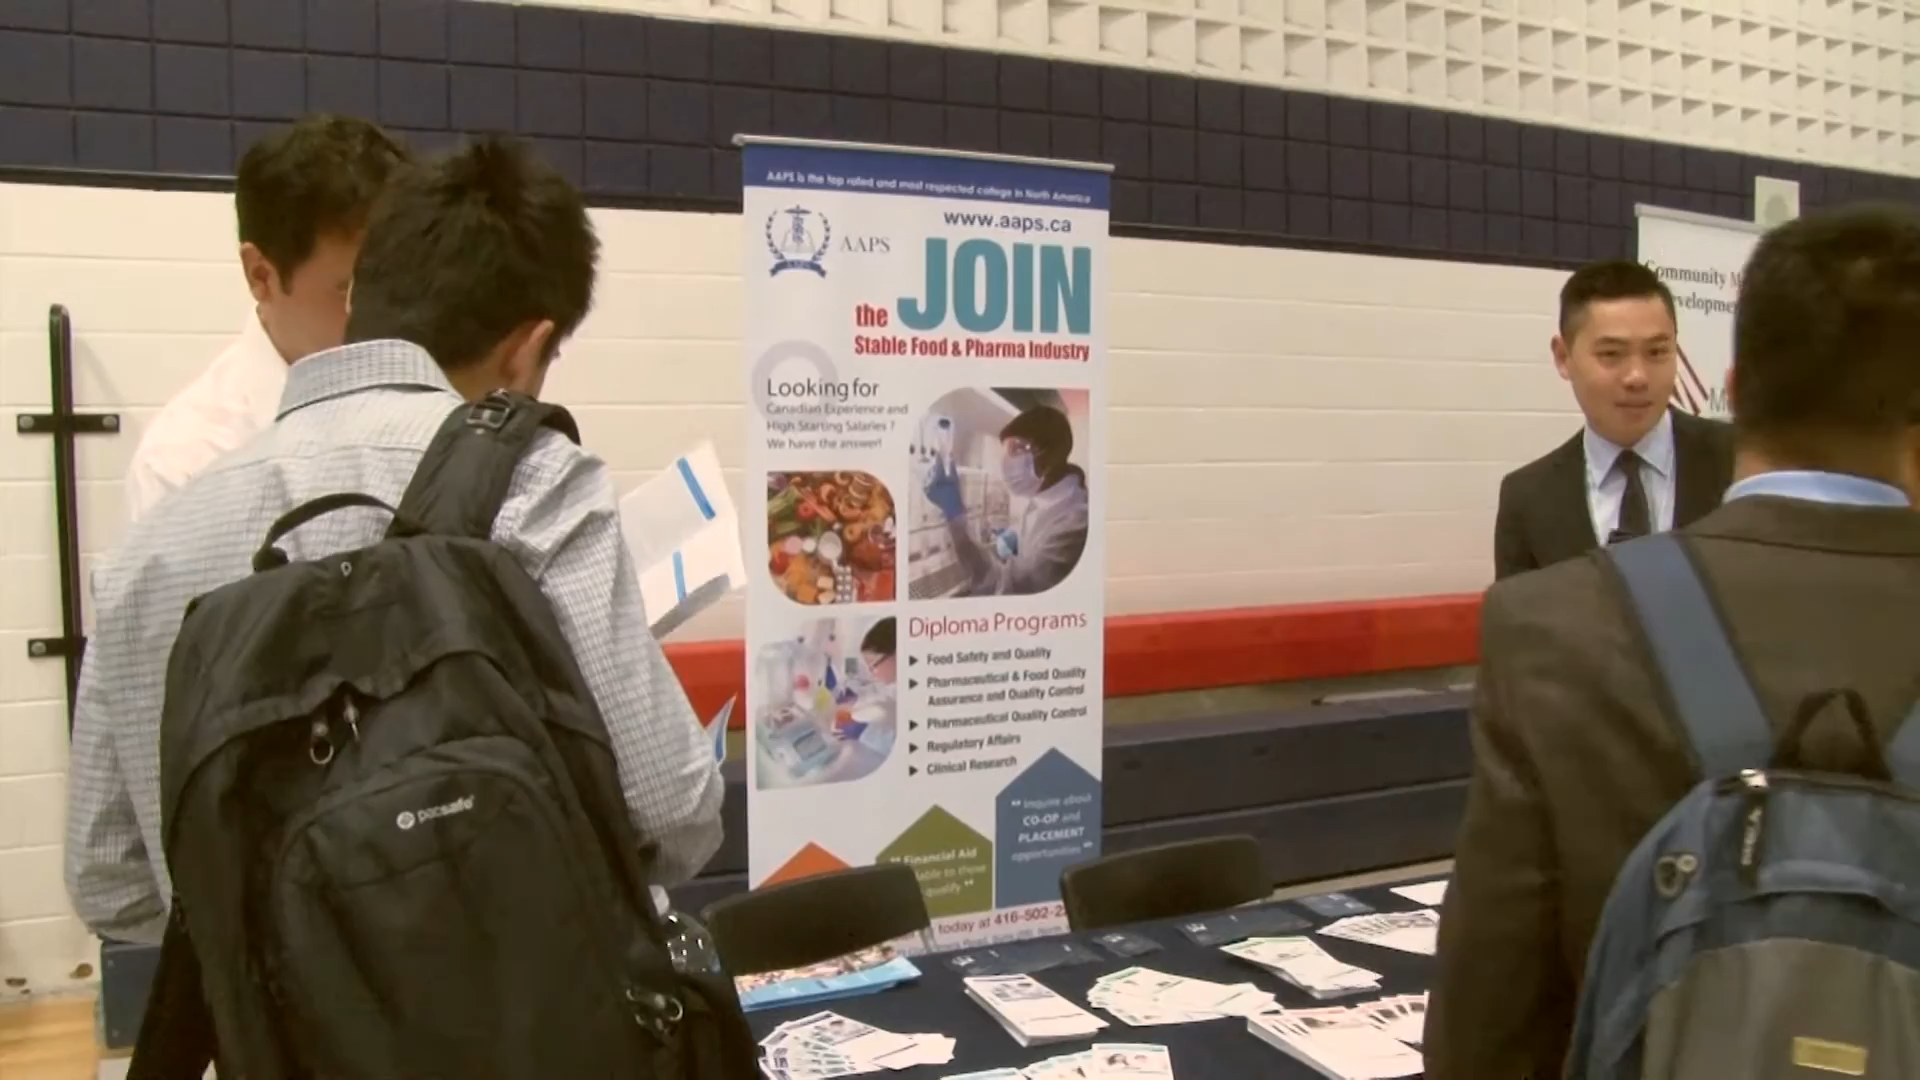 AAPS is the top rated and most respected college in North America
www.aaps.ca
AAPS
JOIN
the
Stable Food & Pharma Industry
Looking for
Canadian Experience and
High Starting Salaries ?
We have the answer!
Diploma Programs
Food Safety and Quality
Pharmaceutical & Food Quality
Assurance and Quality Control
Pharmaceutical Quality Control
Regulatory Affairs
Clinical Research
" Inquire about
CO-OP and
PLACEMENT
opportunities "
" Financial Aid
to those
qualify "
today at 416-502-2
Community
pacsafe